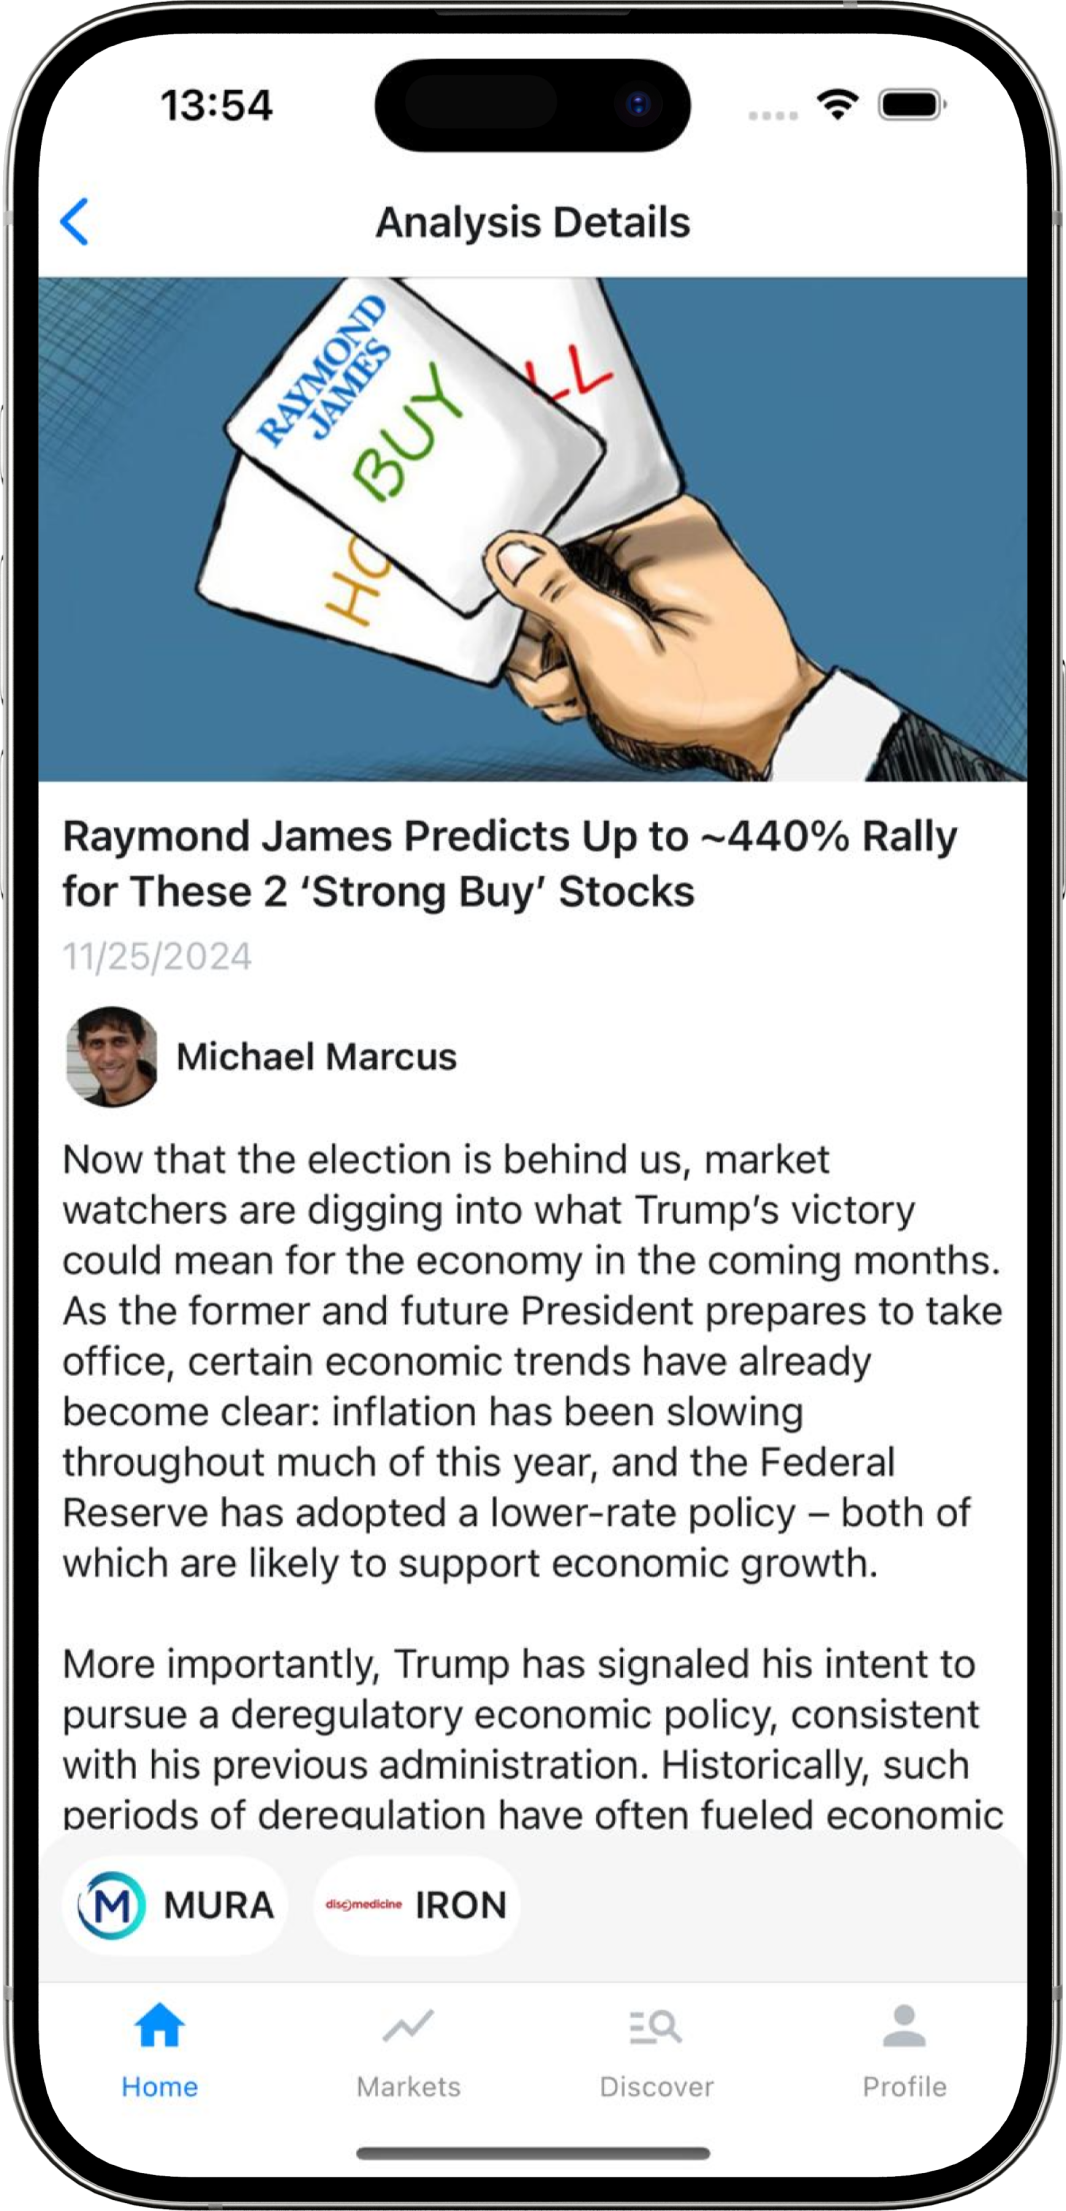 13:54
Analysis Details
RAYMOND
JAMES
BUY
LL
HO
Raymond James Predicts Up to ~440% Rally
for These 2 ‘Strong Buy’ Stocks
11/25/2024
Michael Marcus
Now that the election is behind us, market
watchers are digging into what Trump’s victory
could mean for the economy in the coming months.
As the former and future President prepares to take
office, certain economic trends have already
become clear: inflation has been slowing
throughout much of this year, and the Federal
Reserve has adopted a lower-rate policy – both of
which are likely to support economic growth.
More importantly, Trump has signaled his intent to
pursue a deregulatory economic policy, consistent
with his previous administration. Historically, such
periods of deregulation have often fueled economic
M MURA
disc)medicine IRON
Home Markets Discover Profile